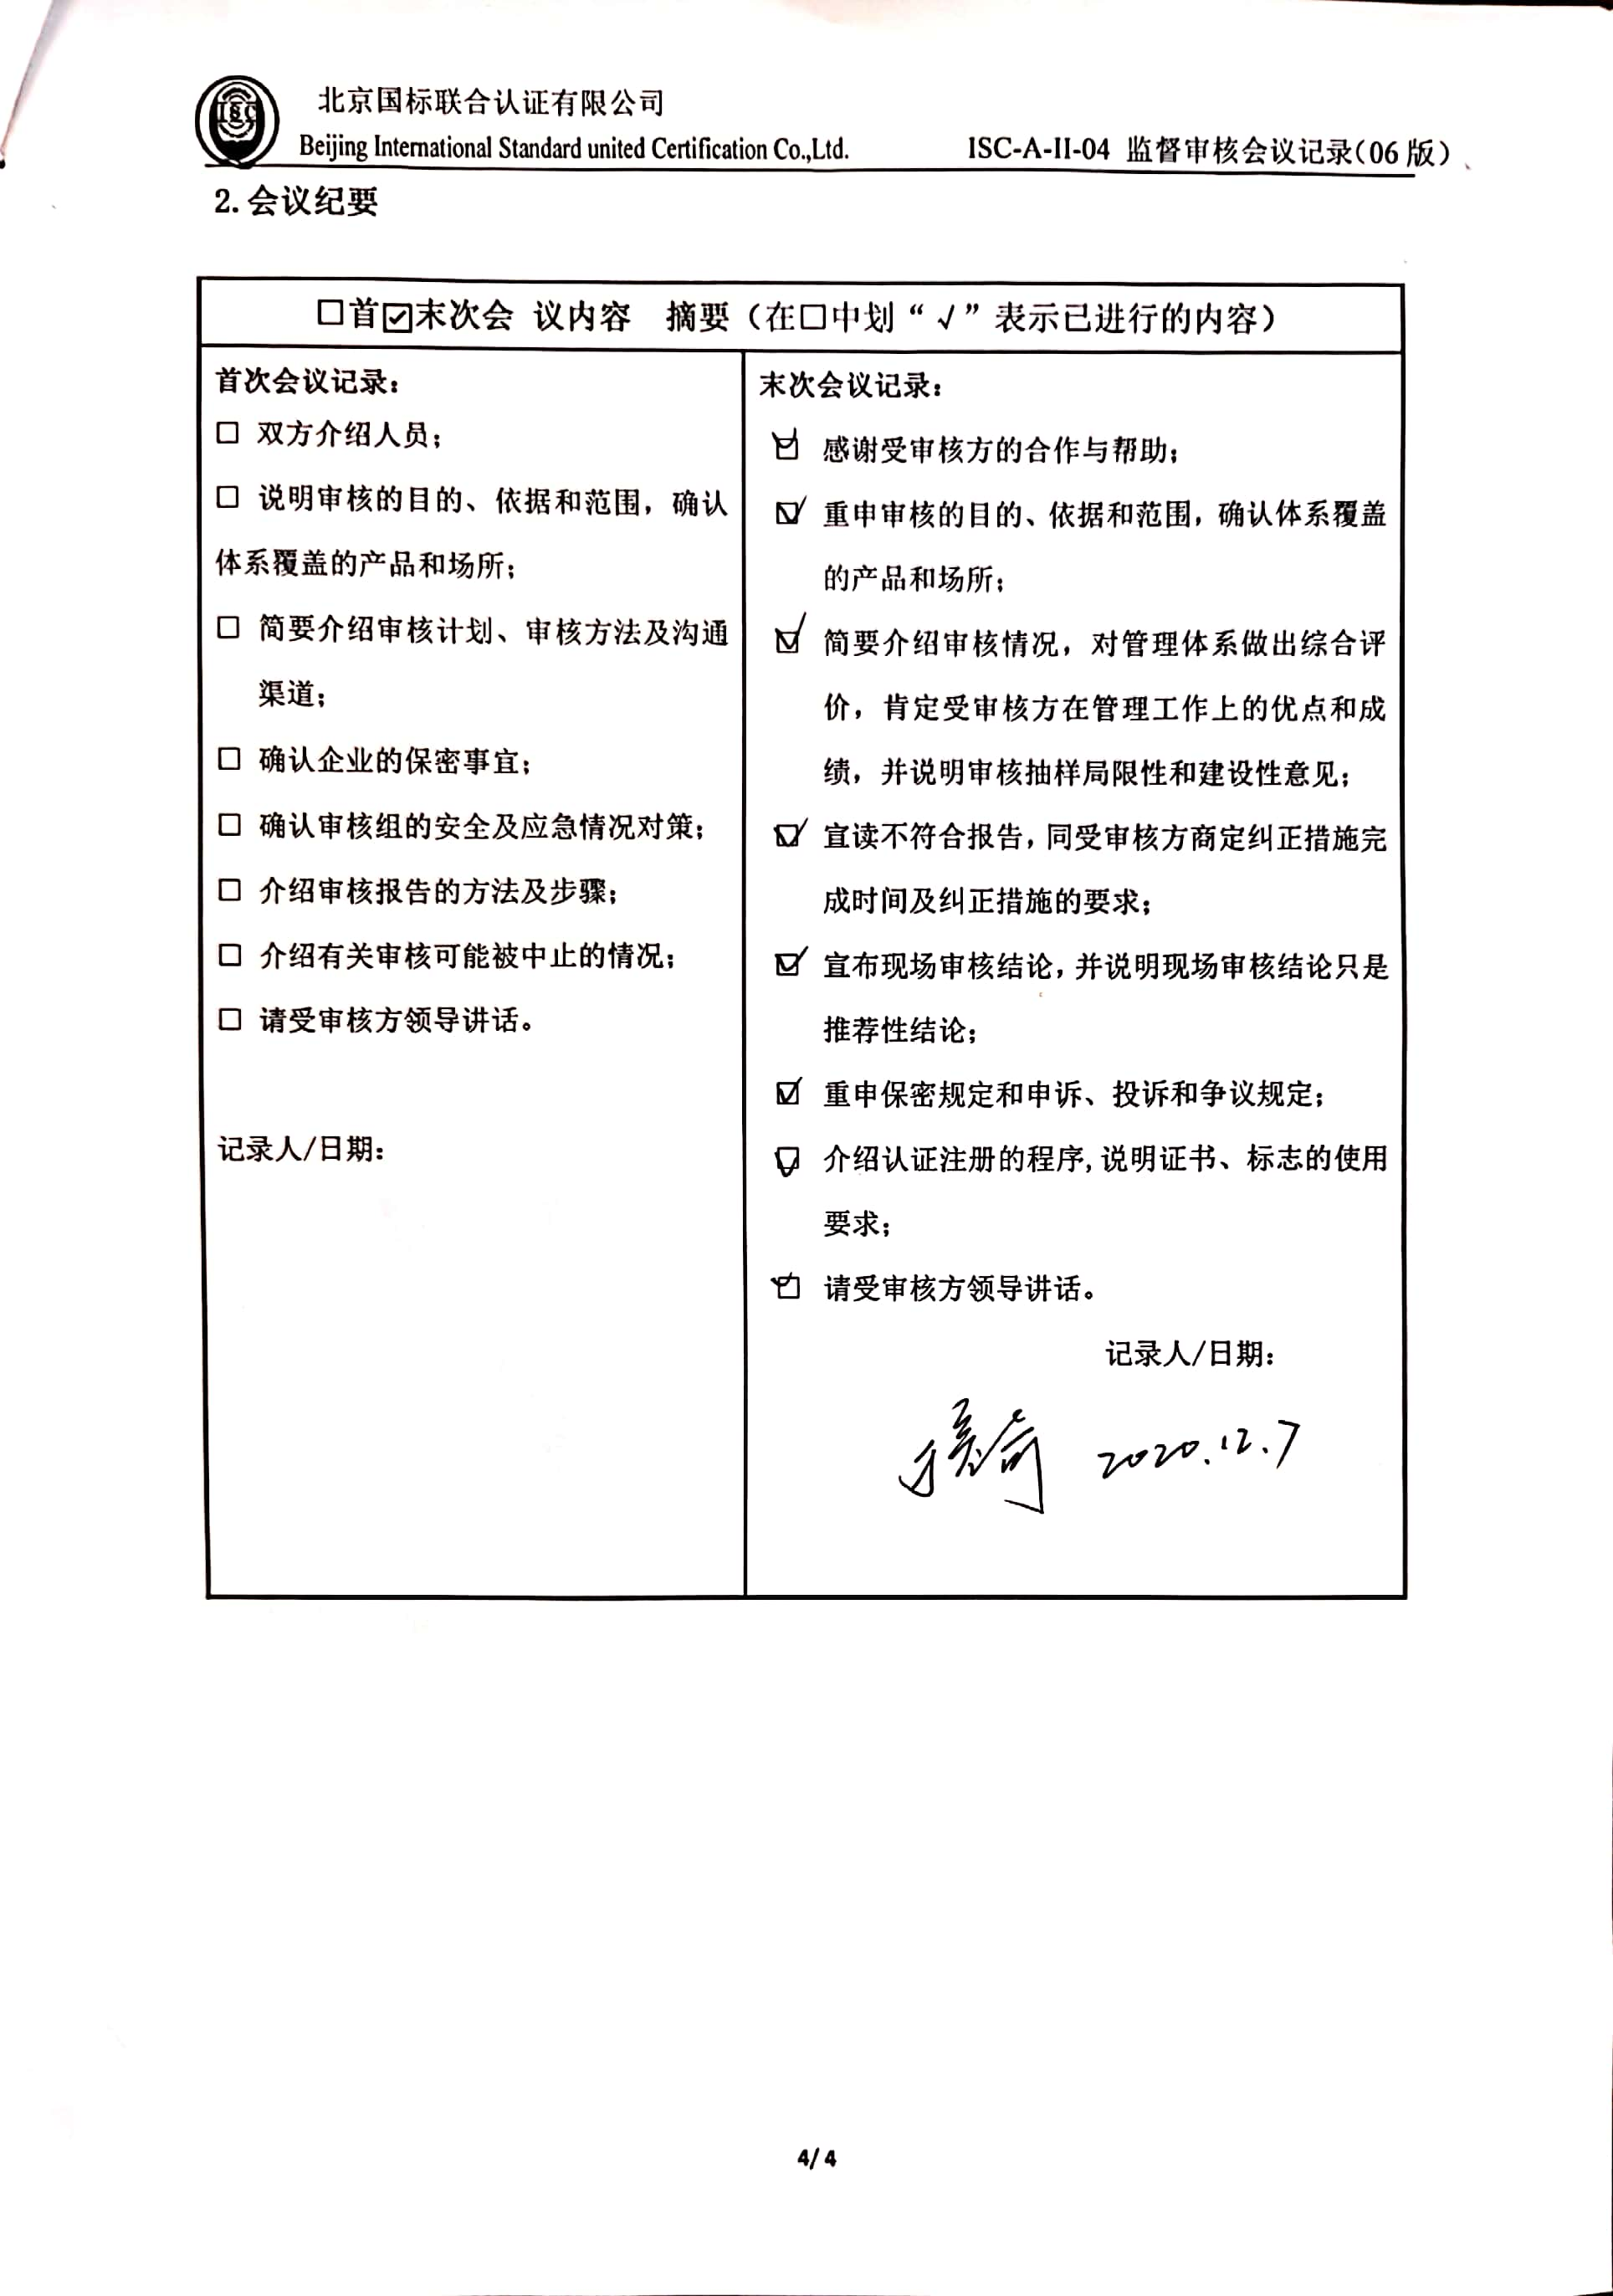 ISC
北京国标联合认证有限公司
Beijing International Standard united Certification Co.,Ltd.
ISC-A-II-04 监督审核会议记录(06 版)
2. 会议纪要
□首☑末次会 议内容 摘要（在□中划“√”表示已进行的内容）
首次会议记录：
□ 双方介绍人员；
□ 说明审核的目的、依据和范围，确认
体系覆盖的产品和场所；
□ 简要介绍审核计划、审核方法及沟通
渠道；
□ 确认企业的保密事宜；
□ 确认审核组的安全及应急情况对策；
□ 介绍审核报告的方法及步骤；
□ 介绍有关审核可能被中止的情况；
□ 请受审核方领导讲话。
记录人/日期：
末次会议记录：
☑ 感谢受审核方的合作与帮助；
☑ 重申审核的目的、依据和范围，确认体系覆盖
的产品和场所；
☑ 简要介绍审核情况，对管理体系做出综合评
价，肯定受审核方在管理工作上的优点和成
绩，并说明审核抽样局限性和建设性意见；
☑ 宣读不符合报告，同受审核方商定纠正措施完
成时间及纠正措施的要求；
☑ 宣布现场审核结论，并说明现场审核结论只是
推荐性结论；
☑ 重申保密规定和申诉、投诉和争议规定；
☑ 介绍认证注册的程序,说明证书、标志的使用
要求；
☑ 请受审核方领导讲话。
记录人/日期：
2020.12.7
4/4